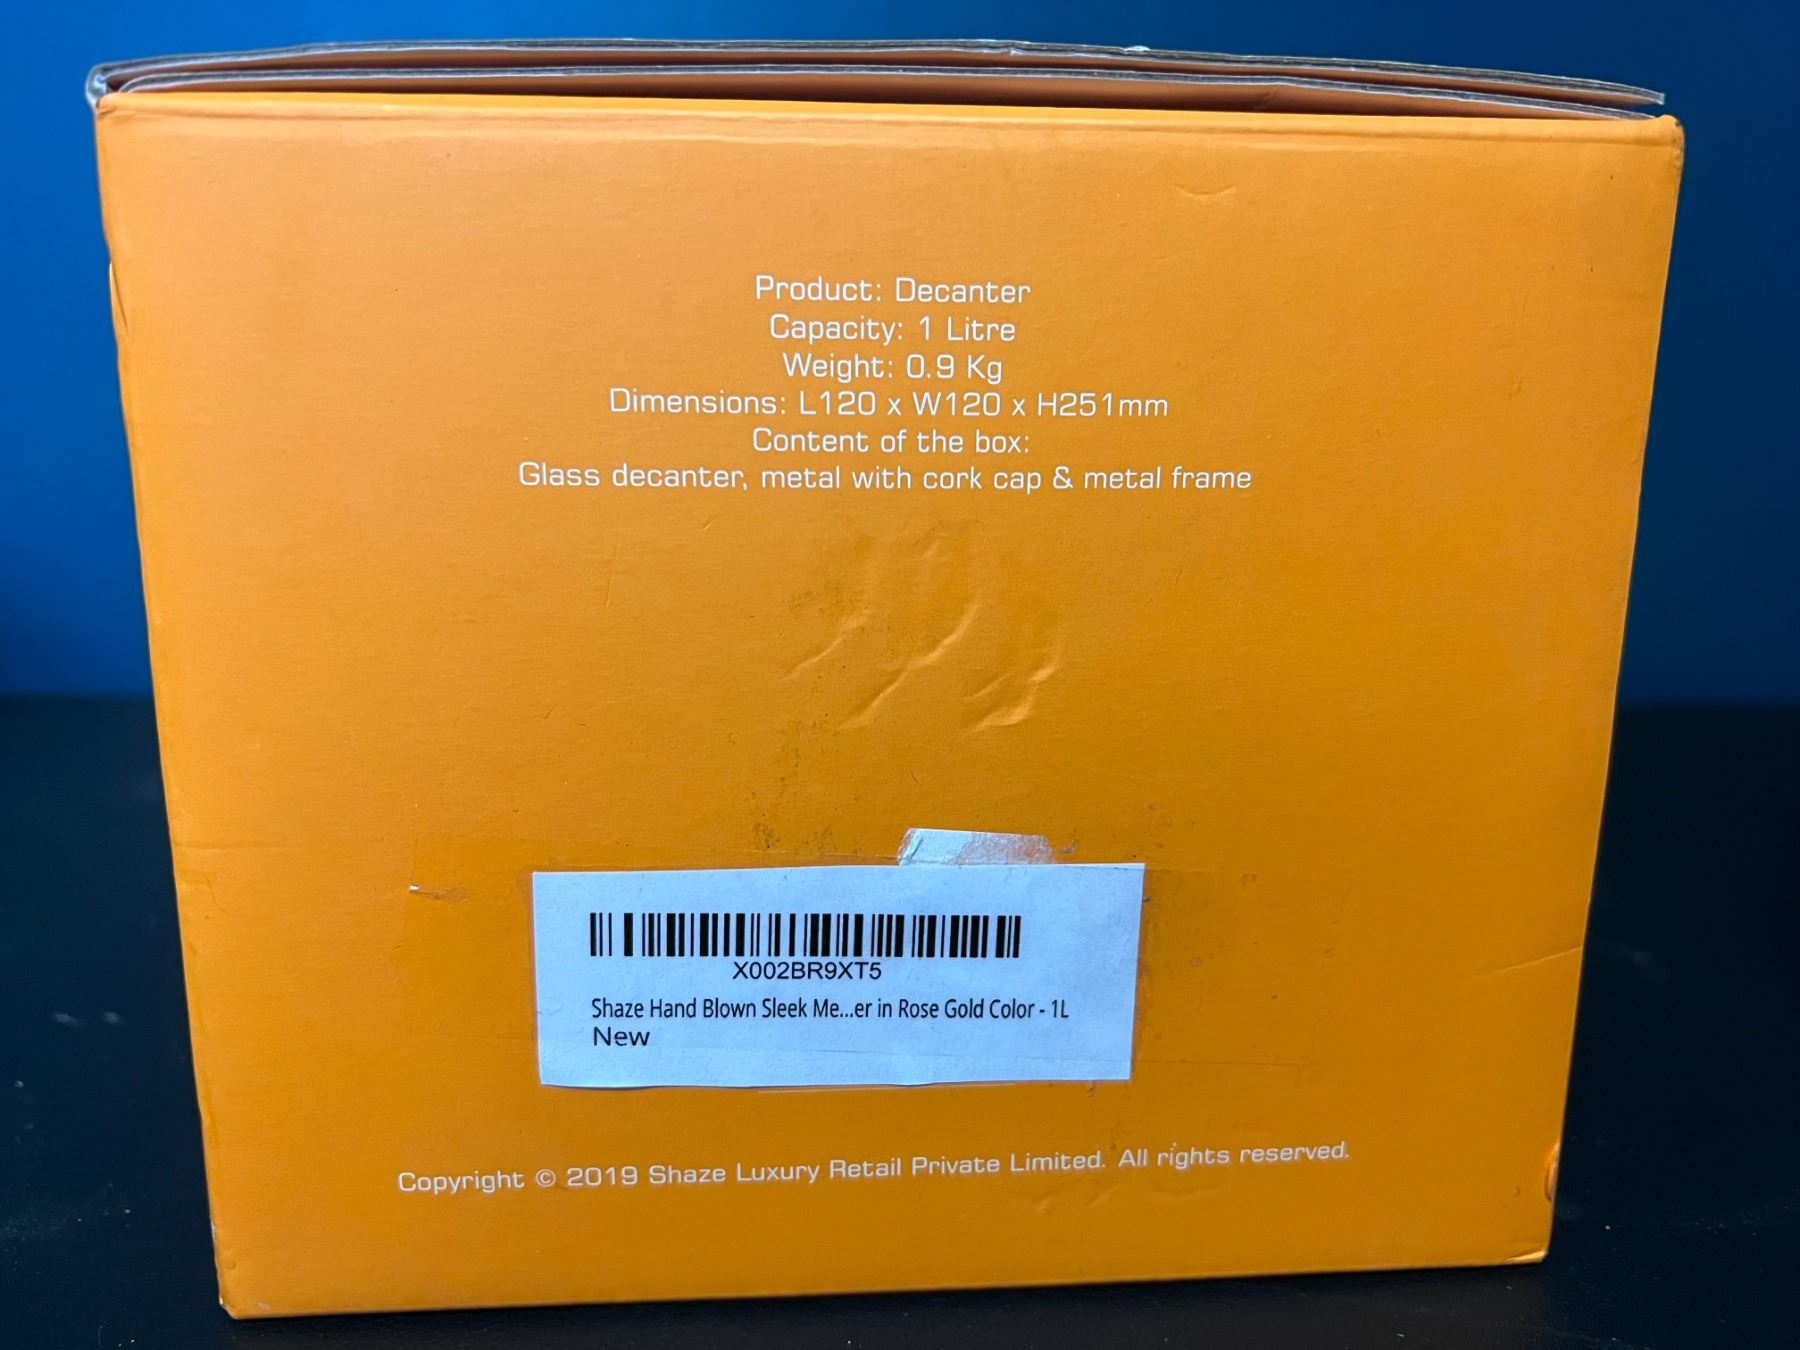 Product: Decanter
Capacity: 1 Litre
Weight: 0.9 Kg
Dimensions: L120 x W120 x H251mm
Content of the box:
Glass decanter, metal with cork cap & metal frame
X002BR9XT5
Shaze Hand Blown Sleek Me...er in Rose Gold Color - 1L
New
Copyright © 2019 Shaze Luxury Retail Private Limited. All rights reserved.